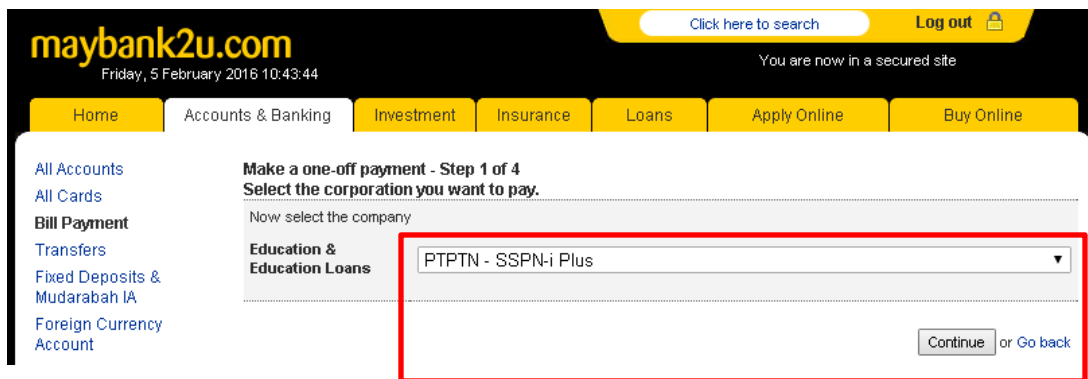 Click here to search
Log out
maybank2u.com
Friday, 5 February 2016 10:43:44
You are now in a secured site
Home
Accounts & Banking
Investment
Insurance
Loans
Apply Online
Buy Online
All Accounts
All Cards
Bill Payment
Transfers
Fixed Deposits &
Mudarabah IA
Foreign Currency
Account
Make a one-off payment - Step 1 of 4
Select the corporation you want to pay.
Now select the company
Education &
Education Loans
PTPTN - SSPN-i Plus
Continue or Go back